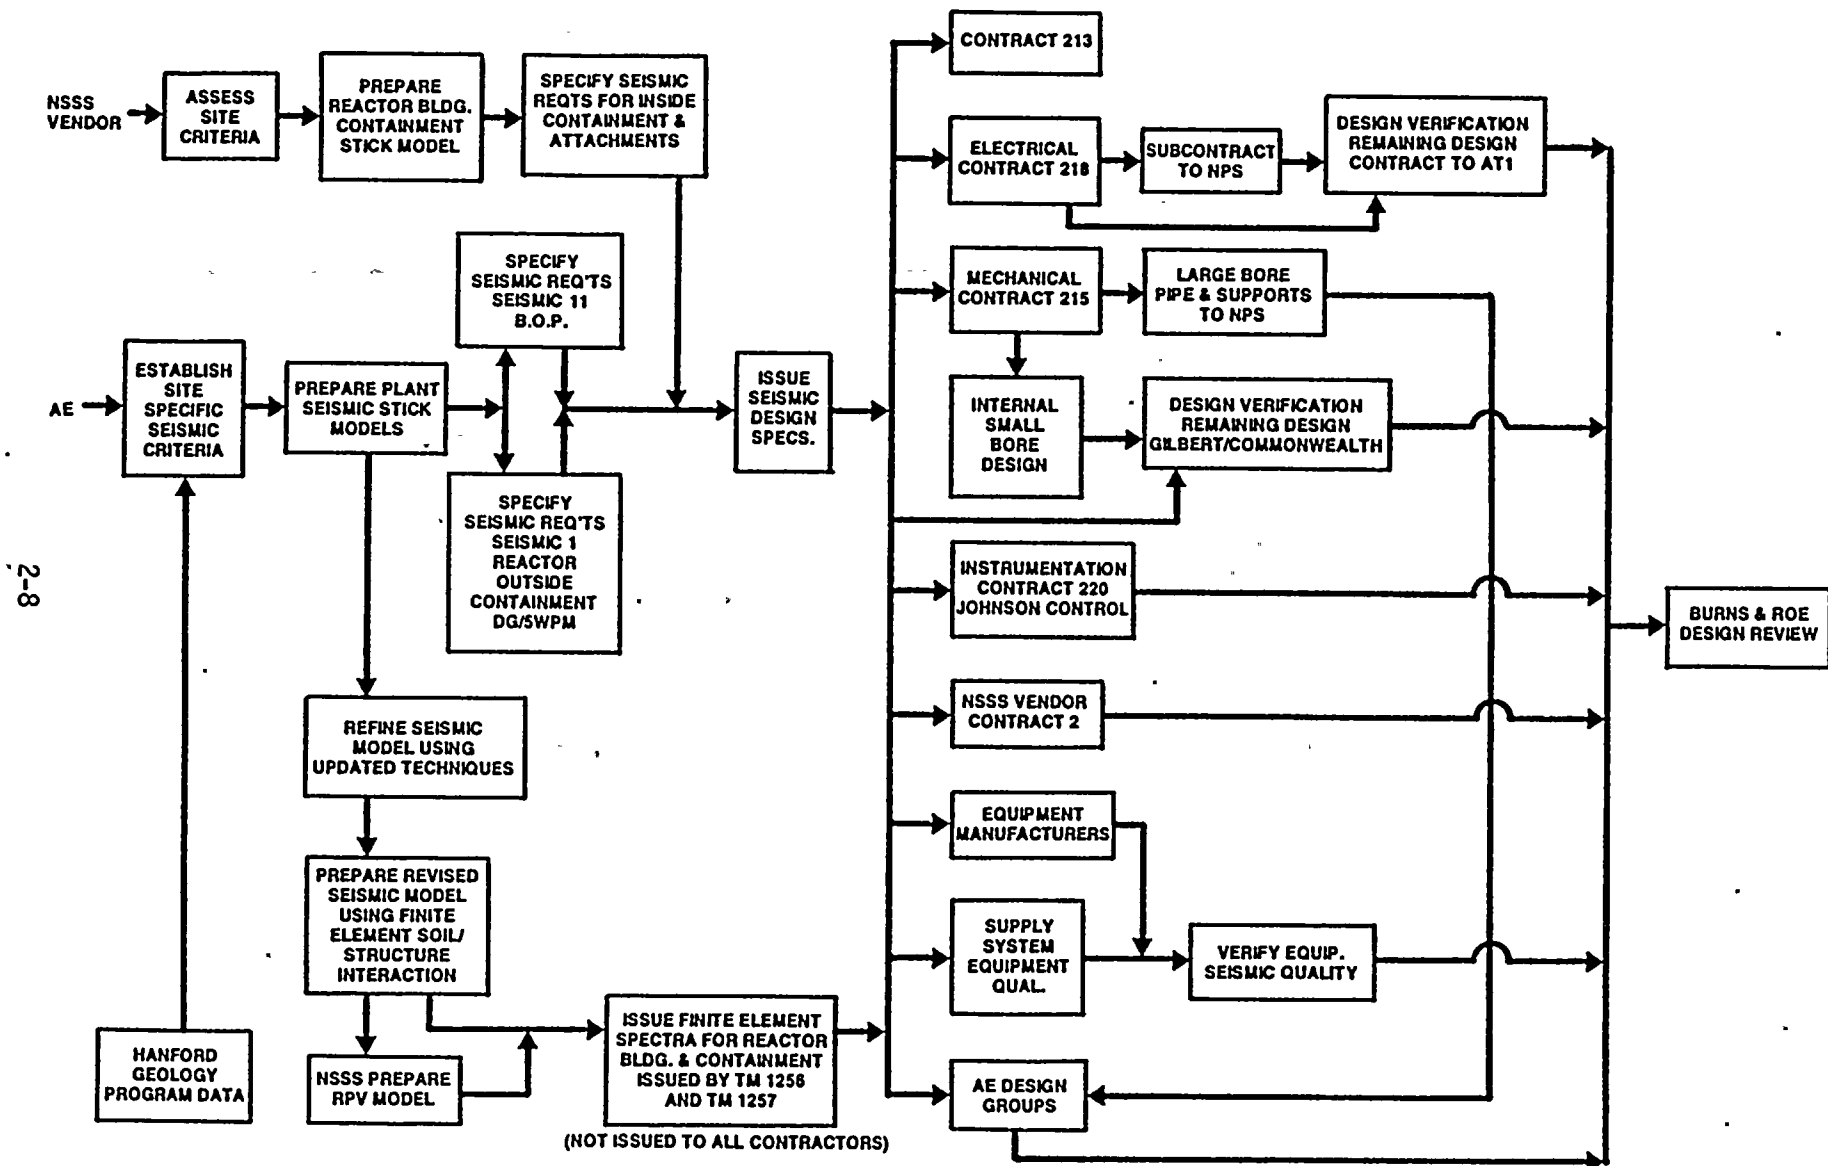 NSSS
VENDOR
ASSESS
SITE
CRITERIA
PREPARE
REACTOR BLDG.
CONTAINMENT
STICK MODEL
SPECIFY SEISMIC
REQTS FOR INSIDE
CONTAINMENT &
ATTACHMENTS
AE
ESTABLISH
SITE
SPECIFIC
SEISMIC
CRITERIA
PREPARE PLANT
SEISMIC STICK
MODELS
SPECIFY
SEISMIC REQ'TS
SEISMIC 11
B.O.P.
SPECIFY
SEISMIC REQ'TS
SEISMIC 1
REACTOR
OUTSIDE
CONTAINMENT
DG/5WPM
ISSUE
SEISMIC
DESIGN
SPECS.
REFINE SEISMIC
MODEL USING
UPDATED TECHNIQUES
PREPARE REVISED
SEISMIC MODEL
USING FINITE
ELEMENT SOIL/
STRUCTURE
INTERACTION
HANFORD
GEOLOGY
PROGRAM DATA
NSSS PREPARE
RPV MODEL
ISSUE FINITE ELEMENT
SPECTRA FOR REACTOR
BLDG. & CONTAINMENT
ISSUED BY TM 1256
AND TM 1257
(NOT ISSUED TO ALL CONTRACTORS)
CONTRACT 213
ELECTRICAL
CONTRACT 218
SUBCONTRACT
TO NPS
DESIGN VERIFICATION
REMAINING DESIGN
CONTRACT TO AT1
MECHANICAL
CONTRACT 215
LARGE BORE
PIPE & SUPPORTS
TO NPS
INTERNAL
SMALL
BORE
DESIGN
DESIGN VERIFICATION
REMAINING DESIGN
GILBERT/COMMONWEALTH
INSTRUMENTATION
CONTRACT 220
JOHNSON CONTROL
NSSS VENDOR
CONTRACT 2
EQUIPMENT
MANUFACTURERS
SUPPLY
SYSTEM
EQUIPMENT
QUAL.
VERIFY EQUIP.
SEISMIC QUALITY
AE DESIGN
GROUPS
BURNS & ROE
DESIGN REVIEW
2-8